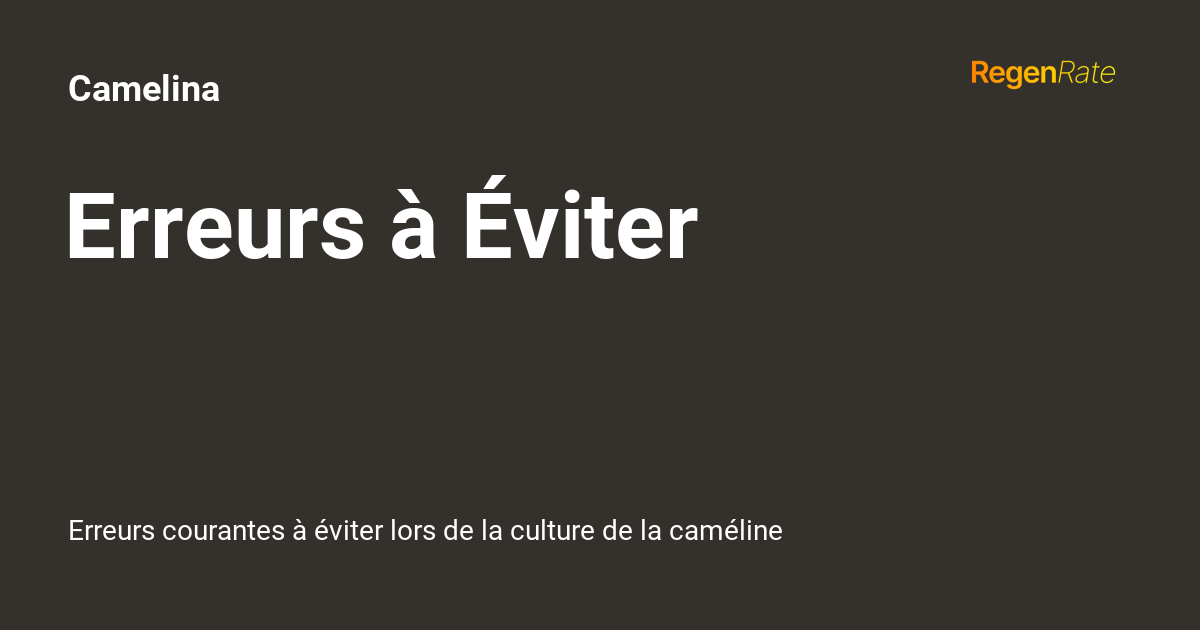 Camelina
RegenRate
Erreurs à Éviter
Erreurs courantes à éviter lors de la culture de la caméline